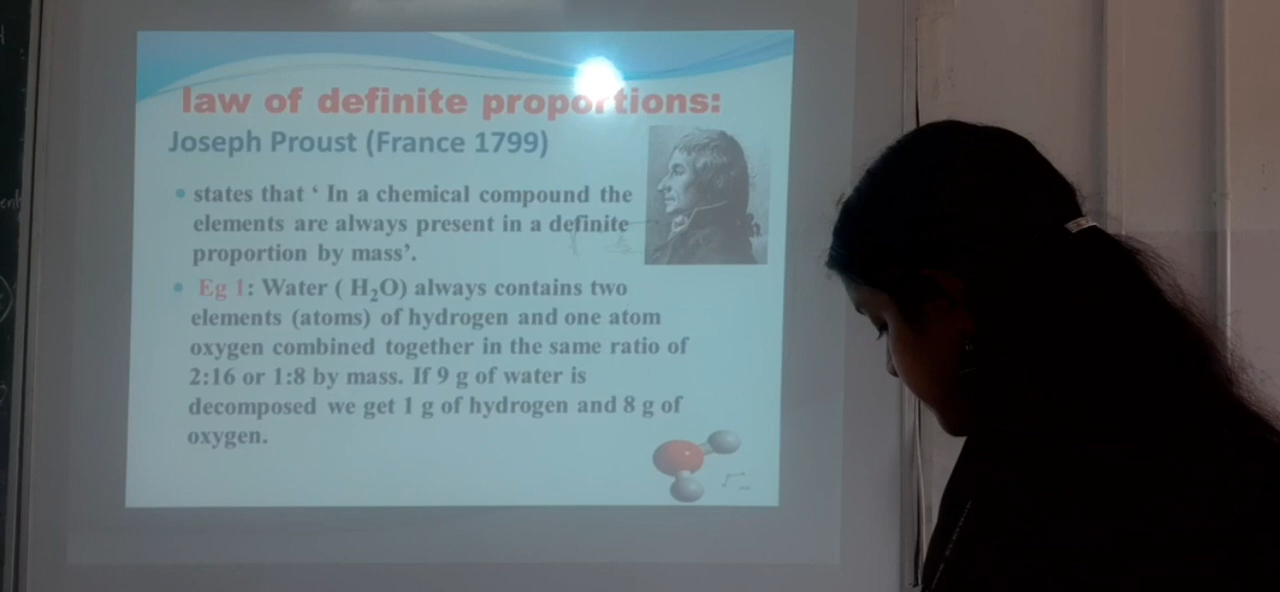 law of definite proportions:
Joseph Proust (France 1799)
• states that ‘ In a chemical compound the
elements are always present in a definite
proportion by mass’.
• Eg 1: Water ( H₂O) always contains two
elements (atoms) of hydrogen and one atom
oxygen combined together in the same ratio of
2:16 or 1:8 by mass. If 9 g of water is
decomposed we get 1 g of hydrogen and 8 g of
oxygen.